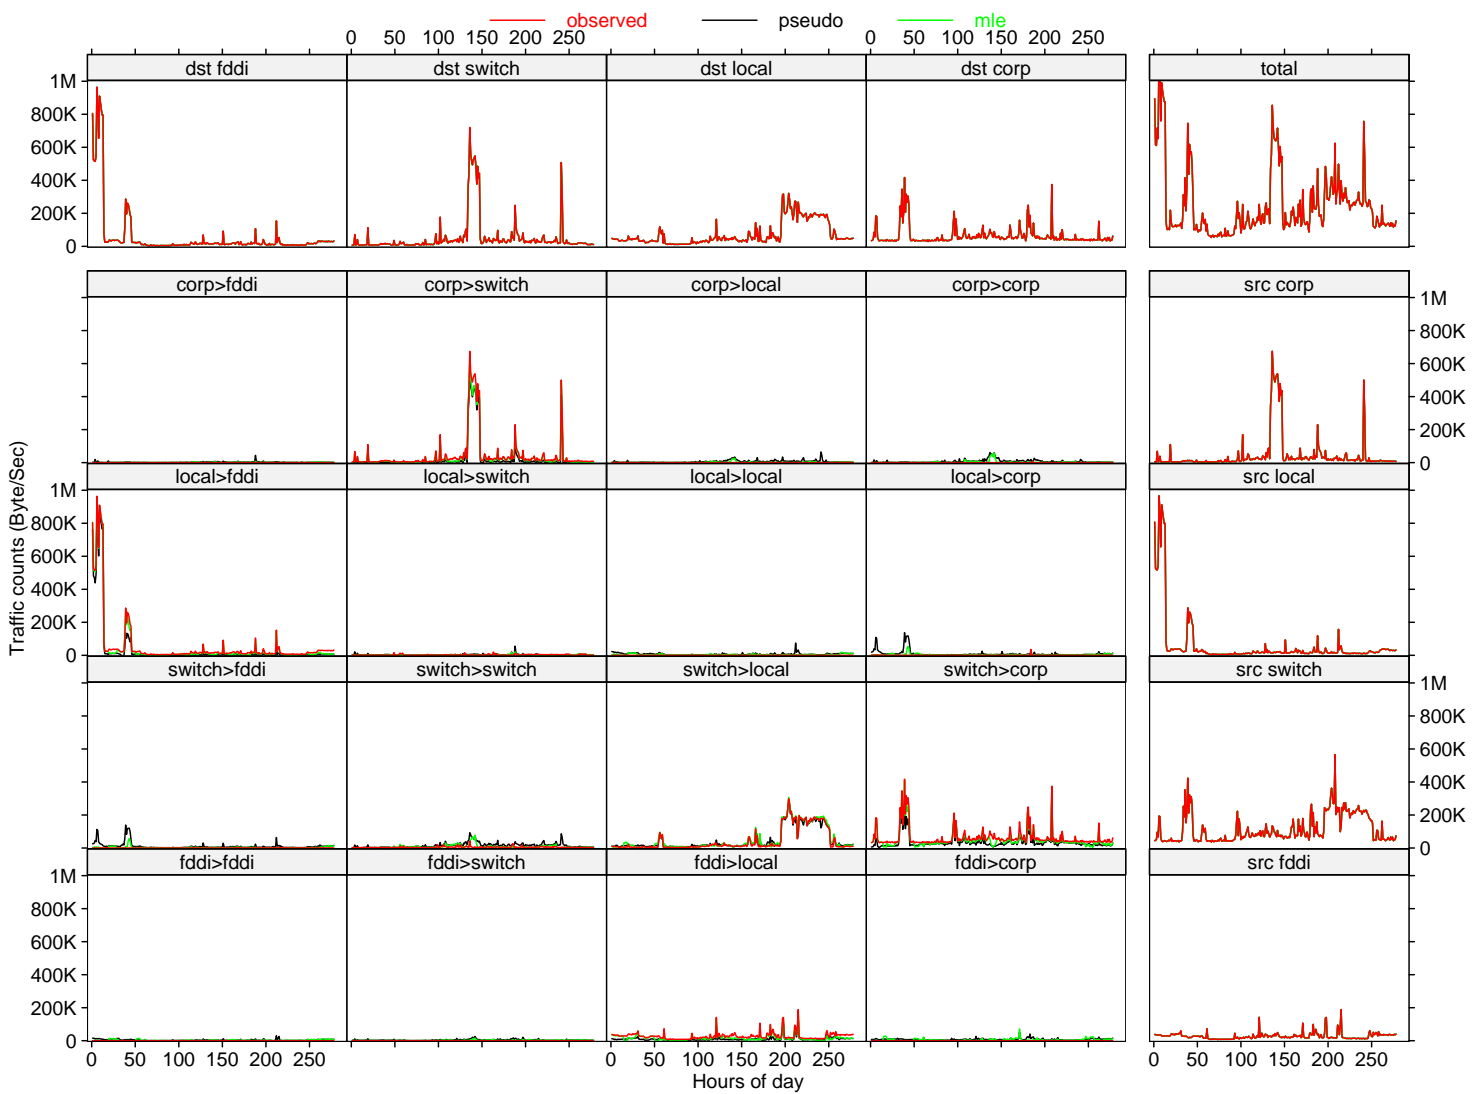 observed pseudo mle
0 50 100 150 200 250 0 50 100 150 200 250
0 50 100 150 200 250
dst fddi dst switch dst local dst corp total
1M
800K
600K
400K
200K
0
corp>fddi corp>switch corp>local corp>corp src corp
1M
800K
600K
400K
200K
0
local>fddi local>switch local>local local>corp src local
1M
800K
600K
400K
200K
0
switch>fddi switch>switch switch>local switch>corp src switch
1M
800K
600K
400K
200K
0
fddi>fddi fddi>switch fddi>local fddi>corp src fddi
1M
800K
600K
400K
200K
0
0 50 100 150 200 250 0 50 100 150 200 250 0 50 100 150 200 250
Hours of day
Traffic counts (Byte/Sec)